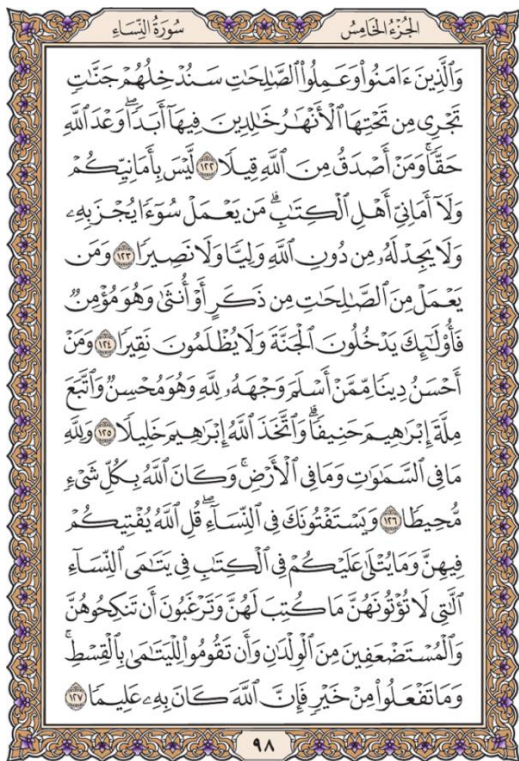 الجُزْءُ الخَامِسُ
سُورَةُ النِّسَاءِ
وَالَّذِينَ ءَامَنُوا۟ وَعَمِلُوا۟ الصَّٰلِحَٰتِ سَنُدْخِلُهُمْ جَنَّٰتٍ
تَجْرِى مِن تَحْتِهَا ٱلْأَنْهَٰرُ خَٰلِدِينَ فِيهَآ أَبَدًا ۖ وَعْدَ ٱللَّهِ
حَقًّا ۚ وَمَنْ أَصْدَقُ مِنَ ٱللَّهِ قِيلًا ١٢٢ لَّيْسَ بِأَمَانِيِّكُمْ
وَلَآ أَمَانِىِّ أَهْلِ ٱلْكِتَٰبِ ۗ مَن يَعْمَلْ سُوٓءًا يُجْزَ بِهِۦ
وَلَا يَجِدْ لَهُۥ مِن دُونِ ٱللَّهِ وَلِيًّا وَلَا نَصِيرًا ١٢٣ وَمَن
يَعْمَلْ مِنَ ٱلصَّٰلِحَٰتِ مِن ذَكَرٍ أَوْ أُنثَىٰ وَهُوَ مُؤْمِنٌ
فَأُو۟لَٰٓئِكَ يَدْخُلُونَ ٱلْجَنَّةَ وَلَا يُظْلَمُونَ نَقِيرًا ١٢٤ وَمَنْ
أَحْسَنُ دِينًا مِّمَّنْ أَسْلَمَ وَجْهَهُۥ لِلَّهِ وَهُوَ مُحْسِنٌ وَٱتَّبَعَ
مِلَّةَ إِبْرَٰهِيمَ حَنِيفًا ۗ وَٱتَّخَذَ ٱللَّهُ إِبْرَٰهِيمَ خَلِيلًا ١٢٥ وَلِلَّهِ
مَا فِى ٱلسَّمَٰوَٰتِ وَمَا فِى ٱلْأَرْضِ ۚ وَكَانَ ٱللَّهُ بِكُلِّ شَىْءٍ
مُّحِيطًا ١٢٦ وَيَسْتَفْتُونَكَ فِى ٱلنِّسَآءِ ۖ قُلِ ٱللَّهُ يُفْتِيكُمْ
فِيهِنَّ وَمَا يُتْلَىٰ عَلَيْكُمْ فِى ٱلْكِتَٰبِ فِى يَتَٰمَى ٱلنِّسَآءِ
ٱلَّٰتِى لَا تُؤْتُونَهُنَّ مَا كُتِبَ لَهُنَّ وَتَرْغَبُونَ أَن تَنكِحُوهُنَّ
وَٱلْمُسْتَضْعَفِينَ مِنَ ٱلْوِلْدَٰنِ وَأَن تَقُومُوا۟ لِلْيَتَٰمَىٰ بِٱلْقِسْطِ ۚ
وَمَا تَفْعَلُوا۟ مِنْ خَيْرٍ فَإِنَّ ٱللَّهَ كَانَ بِهِۦ عَلِيمًا ١٢٧
٩٨